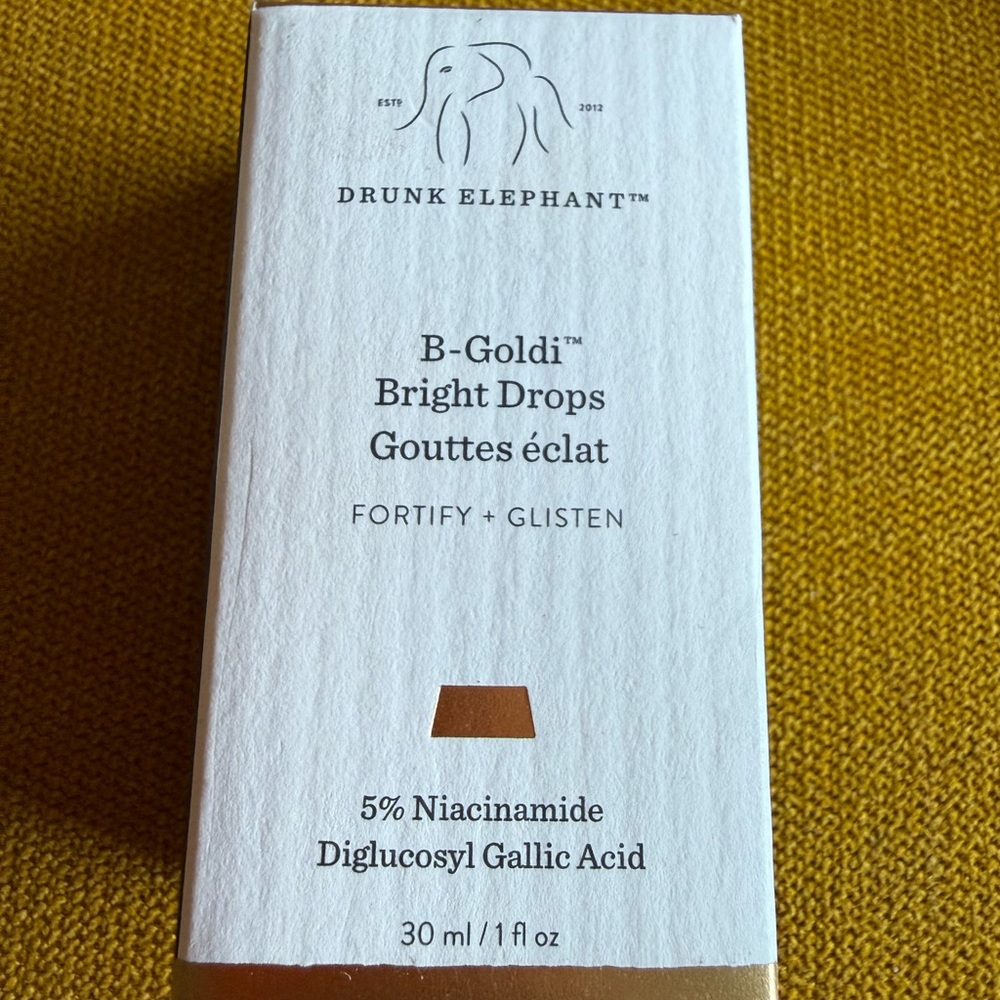 ESTD 2012
DRUNK ELEPHANT™
B-Goldi™
Bright Drops
Gouttes éclat
FORTIFY + GLISTEN
5% Niacinamide
Diglucosyl Gallic Acid
30 ml / 1 fl oz